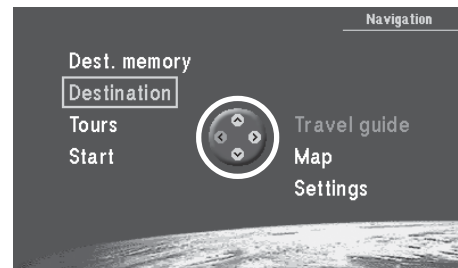 Navigation
Dest. memory
Destination
Tours
Start
Travel guide
Map
Settings